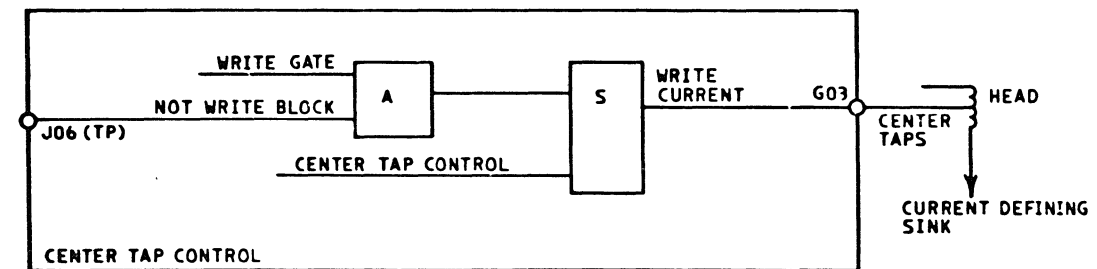 WRITE GATE
A
S
WRITE
CURRENT
G03
HEAD
NOT WRITE BLOCK
J06 (TP)
CENTER
TAPS
CENTER TAP CONTROL
CURRENT DEFINING
SINK
CENTER TAP CONTROL